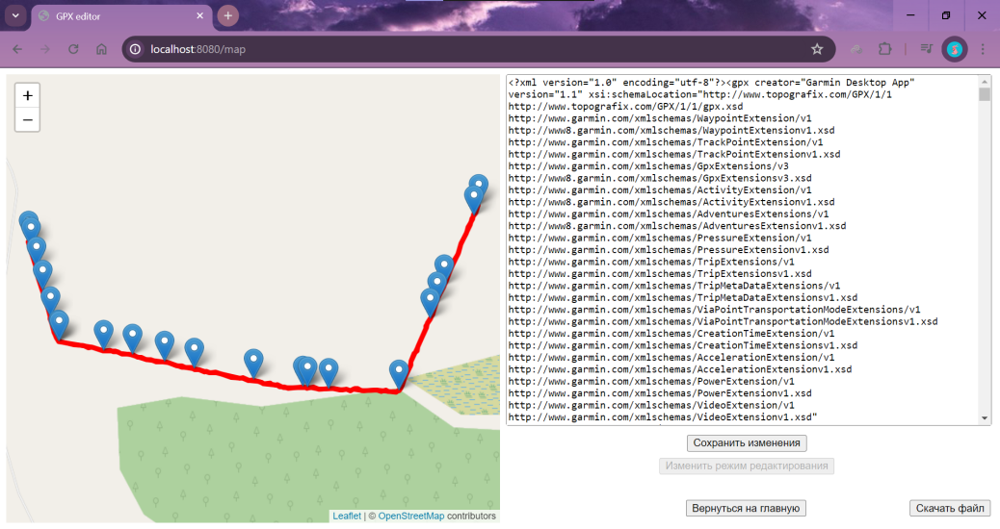 GPX editor
localhost:8080/map
+
−
Leaflet | © OpenStreetMap contributors
<?xml version="1.0" encoding="utf-8"?><gpx creator="Garmin Desktop App"
version="1.1" xsi:schemaLocation="http://www.topografix.com/GPX/1/1
http://www.topografix.com/GPX/1/1/gpx.xsd
http://www.garmin.com/xmlschemas/WaypointExtension/v1
http://www8.garmin.com/xmlschemas/WaypointExtensionv1.xsd
http://www.garmin.com/xmlschemas/TrackPointExtension/v1
http://www.garmin.com/xmlschemas/TrackPointExtensionv1.xsd
http://www.garmin.com/xmlschemas/GpxExtensions/v3
http://www8.garmin.com/xmlschemas/GpxExtensionsv3.xsd
http://www.garmin.com/xmlschemas/ActivityExtension/v1
http://www8.garmin.com/xmlschemas/ActivityExtensionv1.xsd
http://www.garmin.com/xmlschemas/AdventuresExtensions/v1
http://www8.garmin.com/xmlschemas/AdventuresExtensionv1.xsd
http://www.garmin.com/xmlschemas/PressureExtension/v1
http://www.garmin.com/xmlschemas/PressureExtensionv1.xsd
http://www.garmin.com/xmlschemas/TripExtensions/v1
http://www.garmin.com/xmlschemas/TripExtensionsv1.xsd
http://www.garmin.com/xmlschemas/TripMetaDataExtensions/v1
http://www.garmin.com/xmlschemas/TripMetaDataExtensionsv1.xsd
http://www.garmin.com/xmlschemas/ViaPointTransportationModeExtensions/v1
http://www.garmin.com/xmlschemas/ViaPointTransportationModeExtensionsv1.xsd
http://www.garmin.com/xmlschemas/CreationTimeExtension/v1
http://www.garmin.com/xmlschemas/CreationTimeExtensionsv1.xsd
http://www.garmin.com/xmlschemas/AccelerationExtension/v1
http://www.garmin.com/xmlschemas/AccelerationExtensionv1.xsd
http://www.garmin.com/xmlschemas/PowerExtension/v1
http://www.garmin.com/xmlschemas/PowerExtensionv1.xsd
http://www.garmin.com/xmlschemas/VideoExtension/v1
http://www.garmin.com/xmlschemas/VideoExtensionv1.xsd"
Сохранить изменения
Изменить режим редактирования
Вернуться на главную
Скачать файл